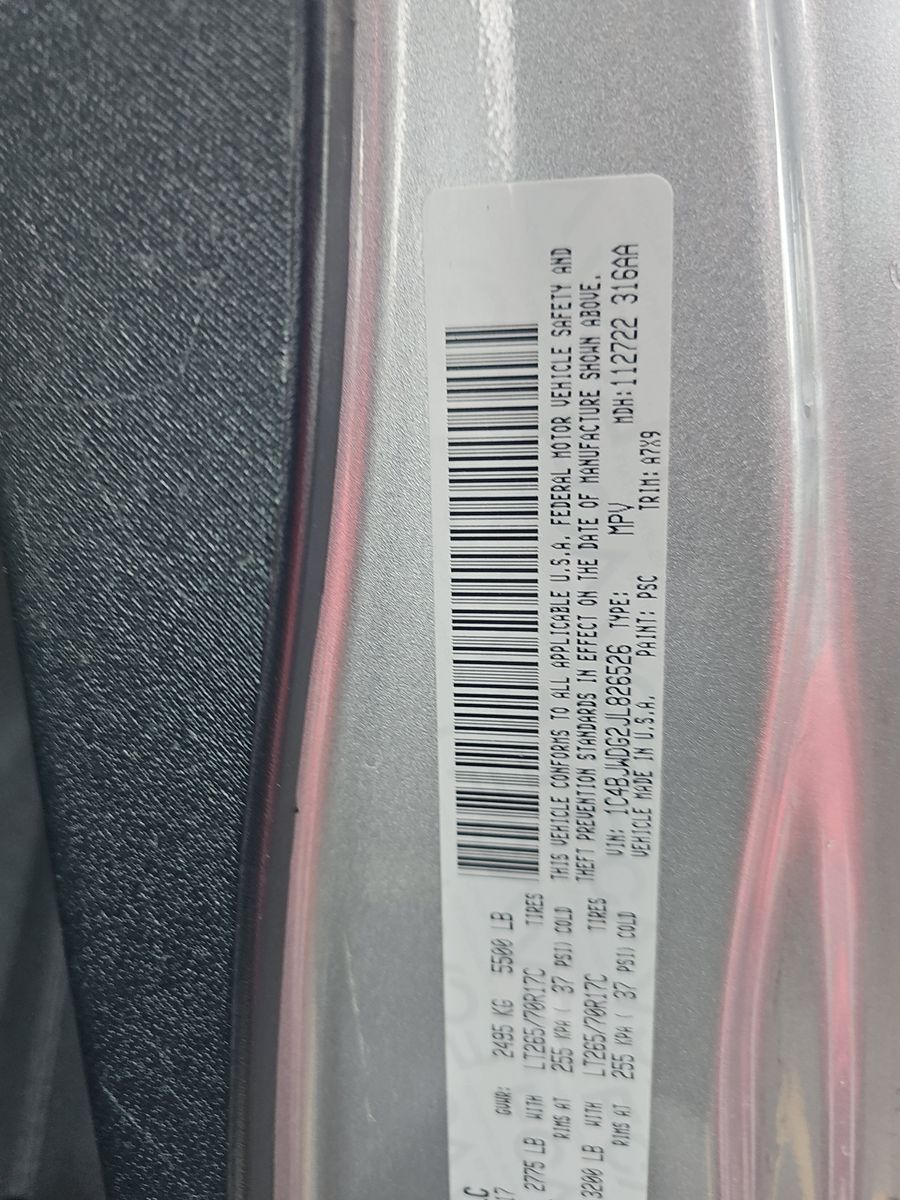 LC
17 GVWR: 2495 KG 5500 LB
2775 LB WITH LT265/70R17C TIRES
RIMS AT 255 KPA ( 37 PSI) COLD
3200 LB WITH LT265/70R17C TIRES
RIMS AT 255 KPA ( 37 PSI) COLD
THIS VEHICLE CONFORMS TO ALL APPLICABLE U.S.A. FEDERAL MOTOR VEHICLE SAFETY AND
THEFT PREVENTION STANDARDS IN EFFECT ON THE DATE OF MANUFACTURE SHOWN ABOVE.
VIN: 1C4BJWDG2JL826526 TYPE: MPV MDH: 112722 316AA
VEHICLE MADE IN U.S.A. PAINT: PSC TRIM: A7X9